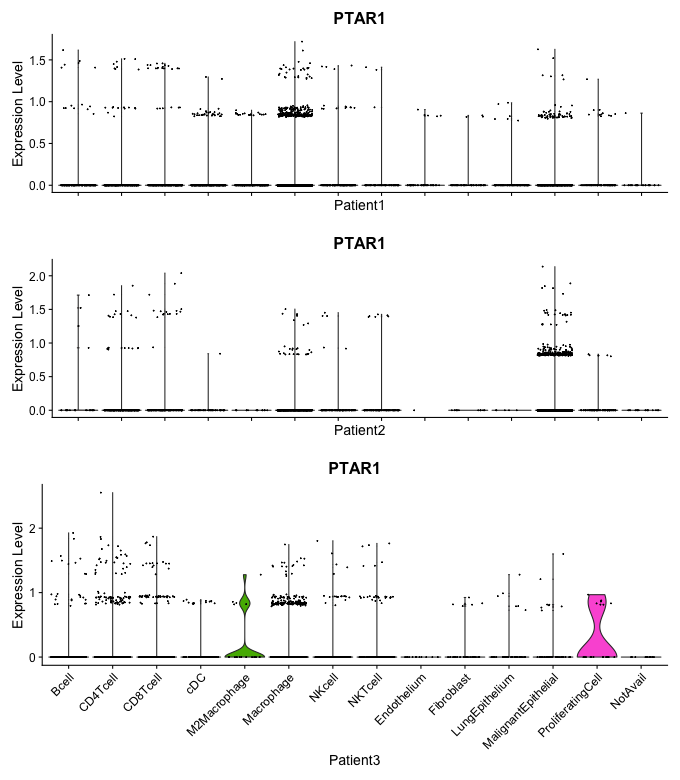 PTAR1
Expression Level
1.5
1.0
0.5
0.0
Patient1
PTAR1
Expression Level
2.0
1.5
1.0
0.5
0.0
Patient2
PTAR1
Expression Level
2
1
0
Bcell
CD4Tcell
CD8Tcell
cDC
M2Macrophage
Macrophage
NKcell
NKTcell
Endothelium
Fibroblast
LungEpithelium
MalignantEpithelial
ProliferatingCell
NotAvail
Patient3